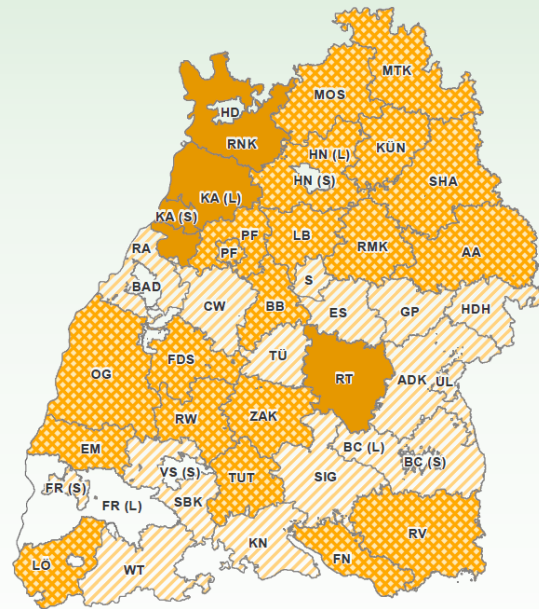 MTK
MOS
HD
RNK
KÜN
HN (L)
HN (S)
SHA
KA (L)
KA (S)
PF
LB
RMK
AA
RA
PF
BAD
S
CW
BB
ES
GP
HDH
TÜ
FDS
OG
RT
ADK
UL
RW
ZAK
EM
BC (L)
VS (S)
BC (S)
TUT
SIG
FR (S)
SBK
FR (L)
RV
KN
FN
LÖ
WT